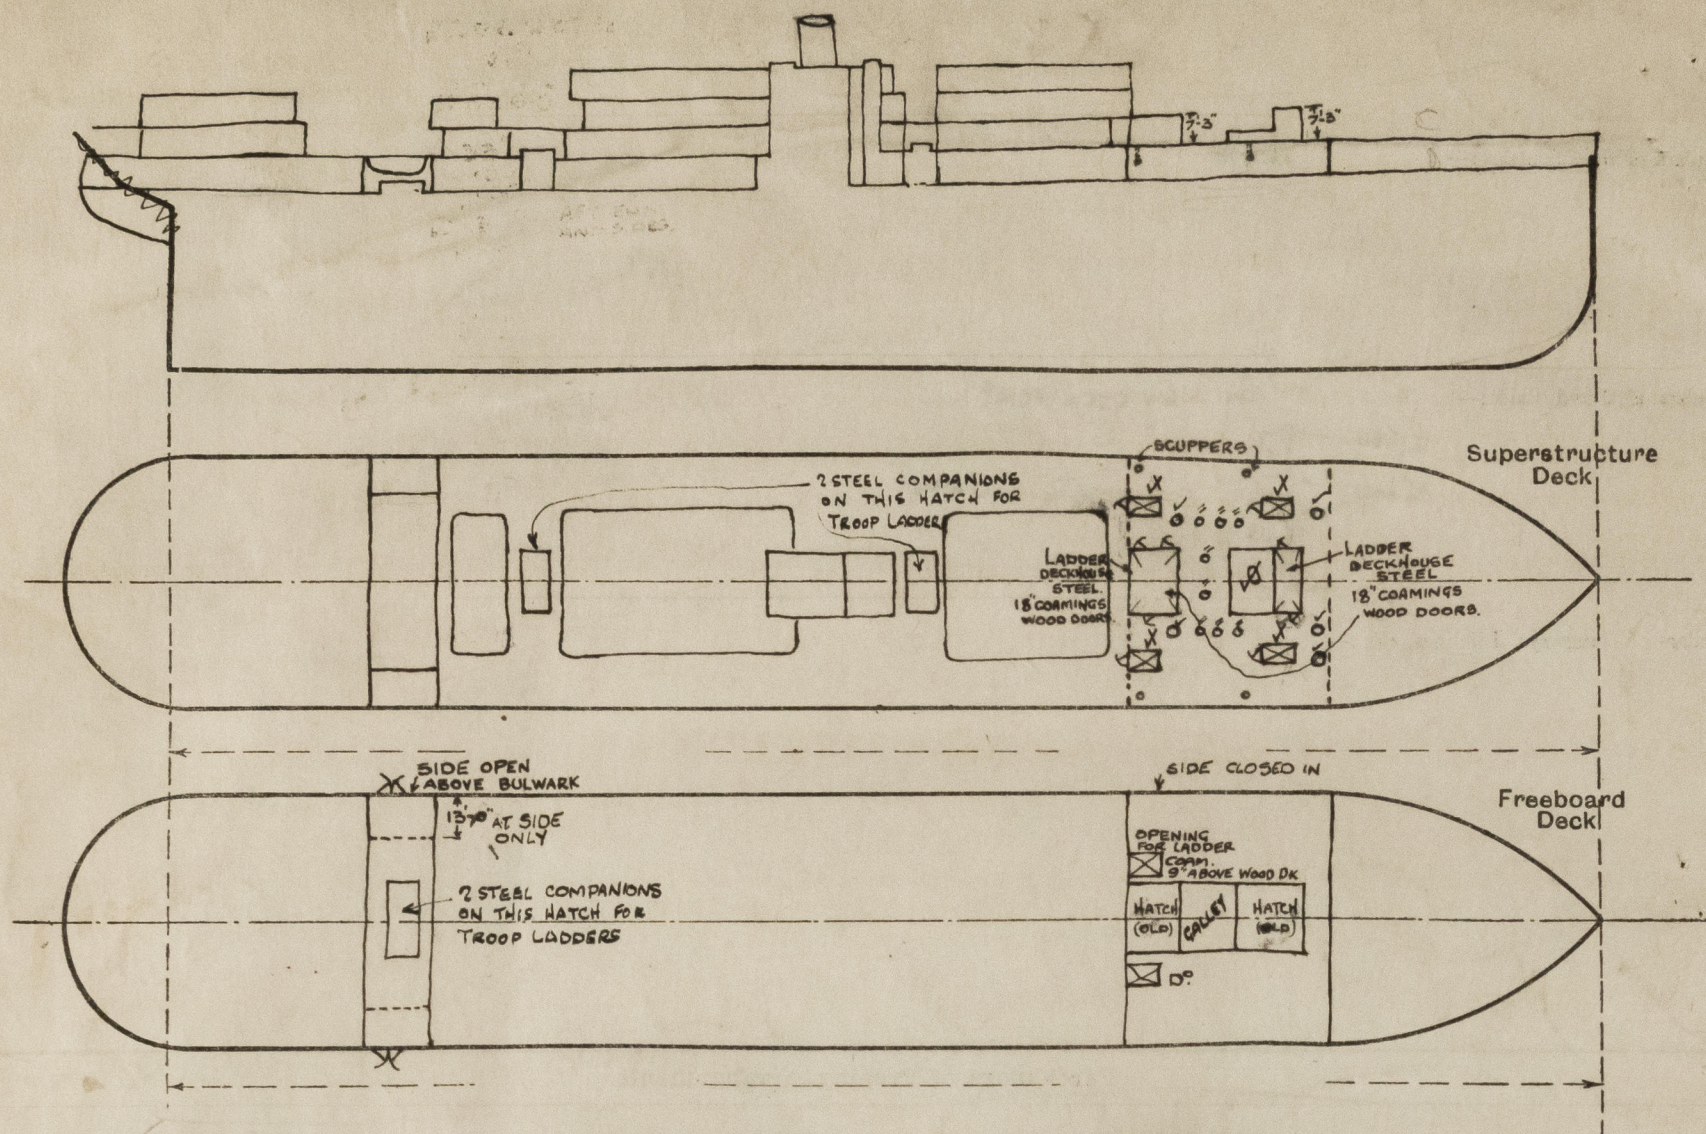 7'-3"
7'-3"
SCUPPERS
Superstructure
Deck
2 STEEL COMPANIONS
ON THIS HATCH FOR
TROOP LADDER
LADDER
DECKHOUSE
STEEL.
18" COAMINGS
WOOD DOORS.
LADDER
DECKHOUSE
STEEL
18" COAMINGS
WOOD DOORS.
SIDE OPEN
ABOVE BULWARK
SIDE CLOSED IN
Freeboard
Deck
AT SIDE
ONLY
OPENING
FOR LADDER
COAM.
9" ABOVE WOOD DK
2 STEEL COMPANIONS
ON THIS HATCH FOR
TROOP LADDERS
HATCH
(OLD)
GALLEY
HATCH
(OLD)
Do.